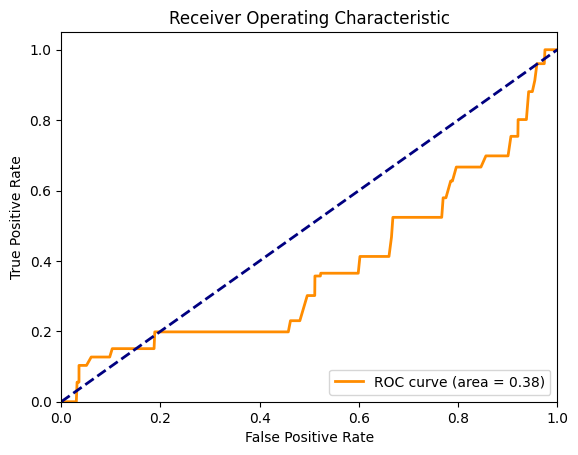 Receiver Operating Characteristic
1.0
0.8
0.6
0.4
0.2
0.0
True Positive Rate
ROC curve (area = 0.38)
0.0 0.2 0.4 0.6 0.8 1.0
False Positive Rate